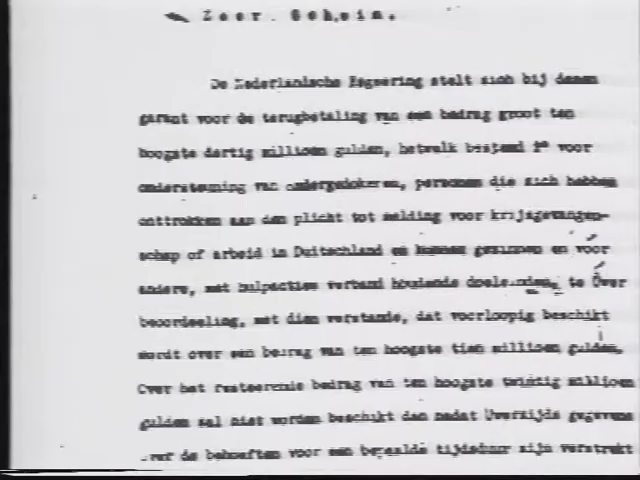 Zeer Geheim.
De Nederlandsche Regeering stelt zich bij dezen
garant voor de terugbetaling van een bedrag groot ten
hoogste dertig millioen gulden, hetwelk bestemd 1e voor
ondersteuning van ondergedokenen, personen die zich hebben
onttrokken aan den plicht tot melding voor krijsgevangen-
schap of arbeid in Duitschland en hunnen gezinnen en voor
andere, met hulpacties verband houdende doeleinden, te Uwer
beoordeeling, met dien verstande, dat voorloopig beschikt
wordt over een bedrag van ten hoogste tien millioen gulden,
Over het resteerende bedrag van ten hoogste twintig millioen
gulden zal niet worden beschikt dan nadat Uwerzijds gegevens
over de behoeften voor een bepaalde tijdsduur zijn verstrekt